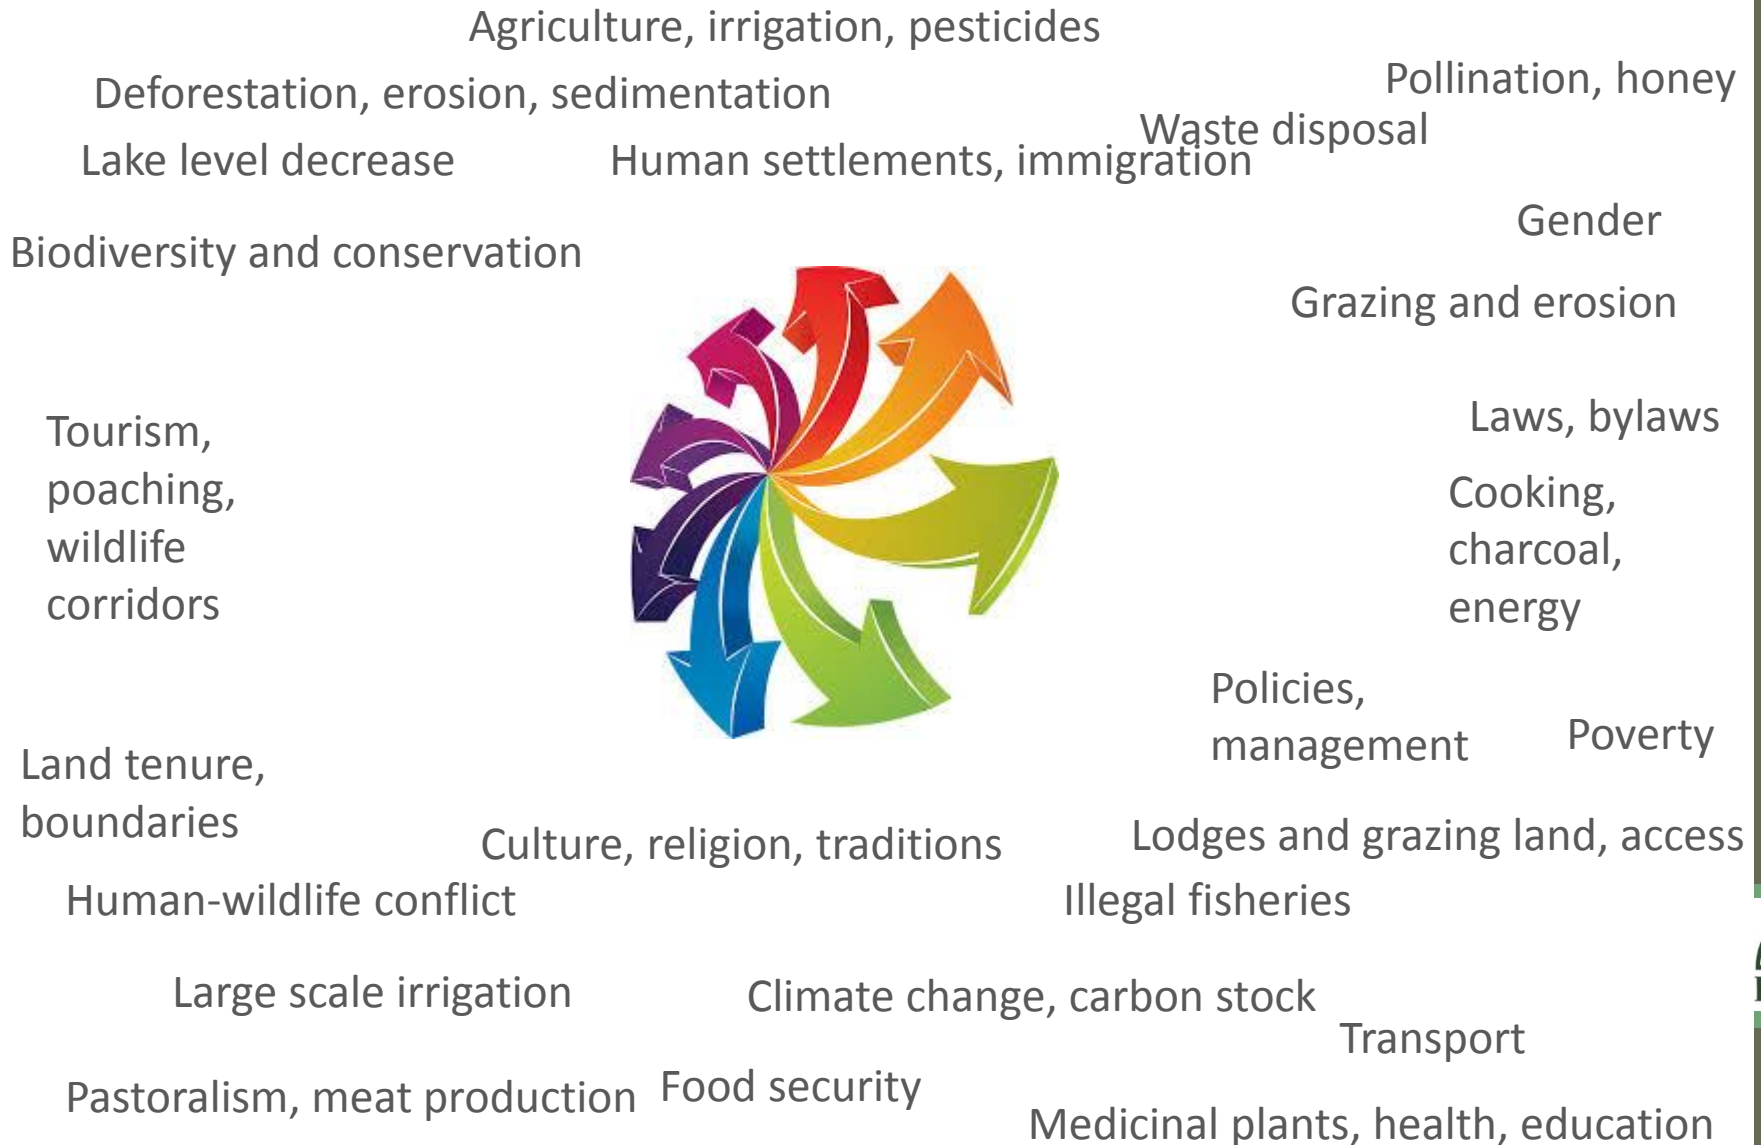 Agriculture, irrigation, pesticides
Pollination, honey
Deforestation, erosion, sedimentation
Waste disposal
Lake level decrease
Human settlements, immigration
Gender
Biodiversity and conservation
Grazing and erosion
Tourism,
poaching,
wildlife
corridors
Laws, bylaws
Cooking,
charcoal,
energy
Policies,
management
Poverty
Land tenure,
boundaries
Culture, religion, traditions
Lodges and grazing land, access
Human-wildlife conflict
Illegal fisheries
Large scale irrigation
Climate change, carbon stock
Transport
Pastoralism, meat production
Food security
Medicinal plants, health, education